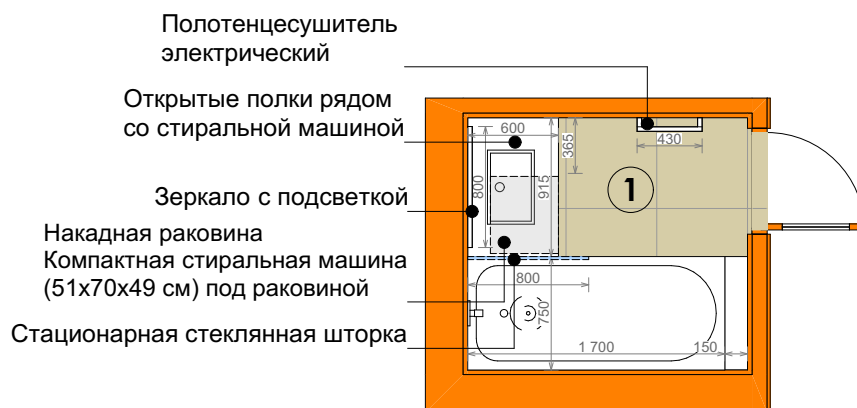 Полотенцесушитель
электрический
Открытые полки рядом
со стиральной машиной
Зеркало с подсветкой
Накадная раковина
Компактная стиральная машина
(51х70х49 см) под раковиной
Стационарная стеклянная шторка
600
365
430
800
915
1
800
750
1 700
150